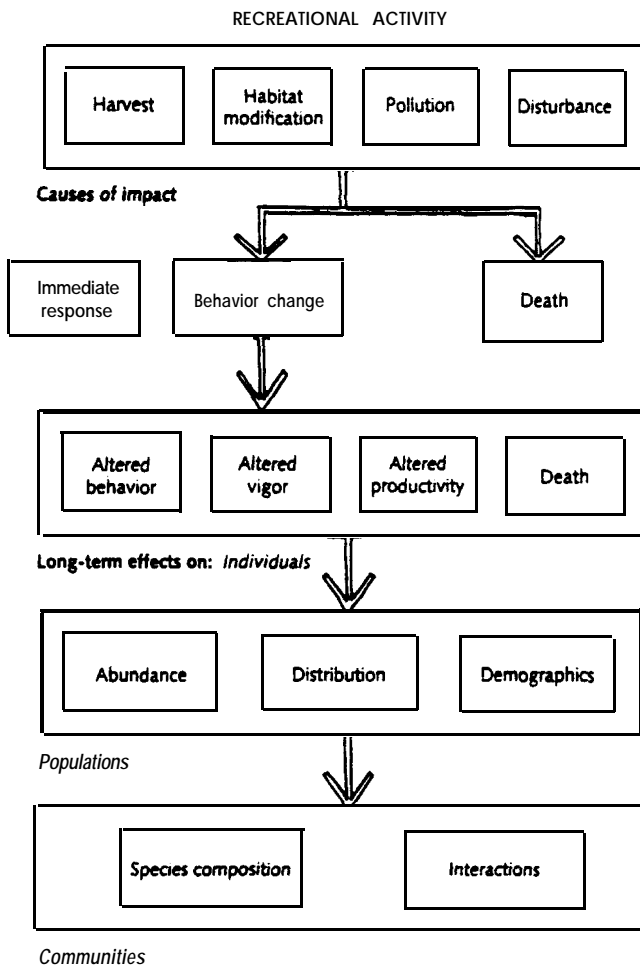 RECREATIONAL ACTIVITY
Harvest
Habitat
modification
Pollution
Disturbance
Causes of impact
Immediate
response
Behavior change
Death
Altered
behavior
Altered
vigor
Altered
productivity
Death
Long-term effects on: Individuals
Abundance
Distribution
Demographics
Populations
Species composition
Interactions
Communities